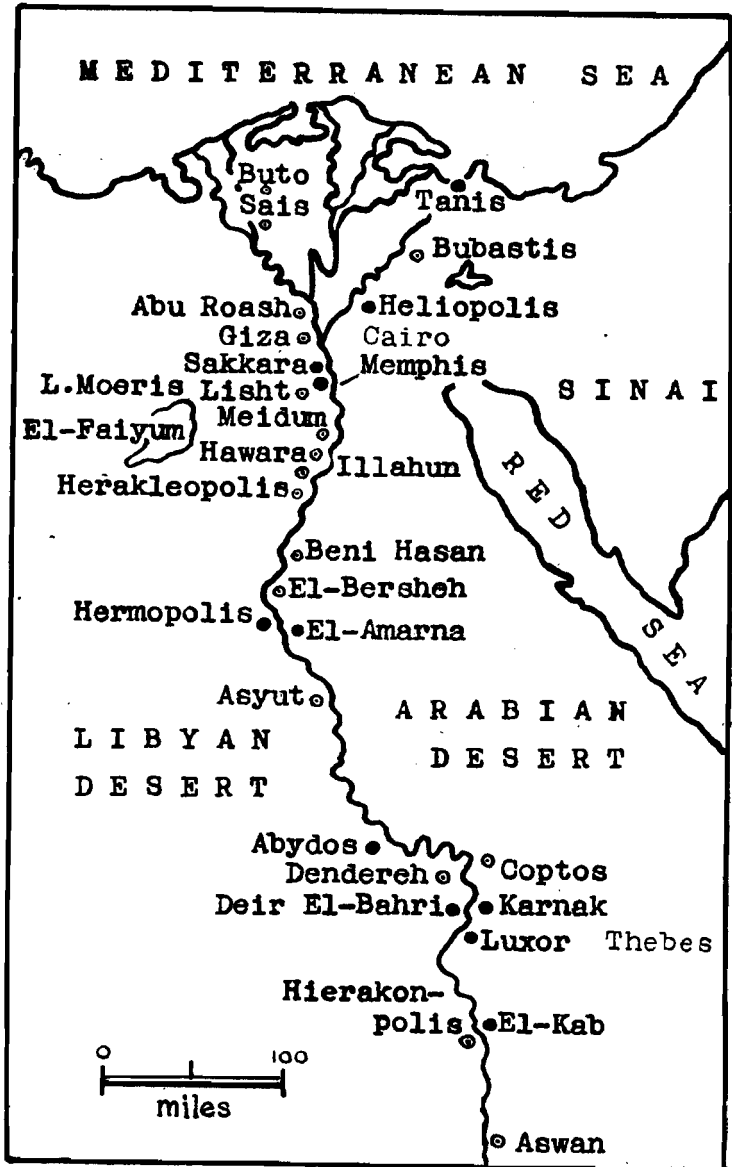 MEDITERRANEAN SEA
Buto
Sais
Tanis
Bubastis
Abu Roash
Heliopolis
Giza
Cairo
Sakkara
Memphis
L.Moeris
Lisht
SINAI
Meidum
El-Faiyum
Hawara
Illahun
RED SEA
Herakleopolis
Beni Hasan
El-Bersheh
Hermopolis
El-Amarna
Asyut
ARABIAN
DESERT
LIBYAN
DESERT
Abydos
Coptos
Dendereh
Deir El-Bahri
Karnak
Luxor Thebes
Hierakon-
polis
El-Kab
0 100
miles
Aswan